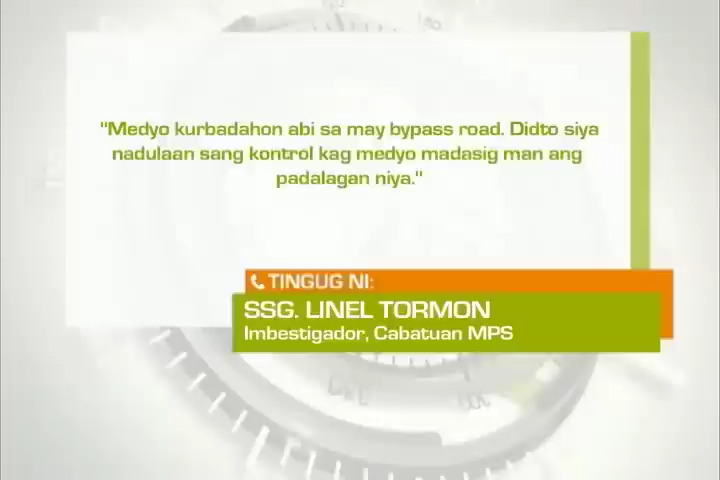 "Medyo kurbadahon abi sa may bypass road. Didto siya
nadulaan sang kontrol kag medyo madasig man ang
padalagan niya."
TINGUG NI:
SSG. LINEL TORMON
Imbestigador, Cabatuan MPS